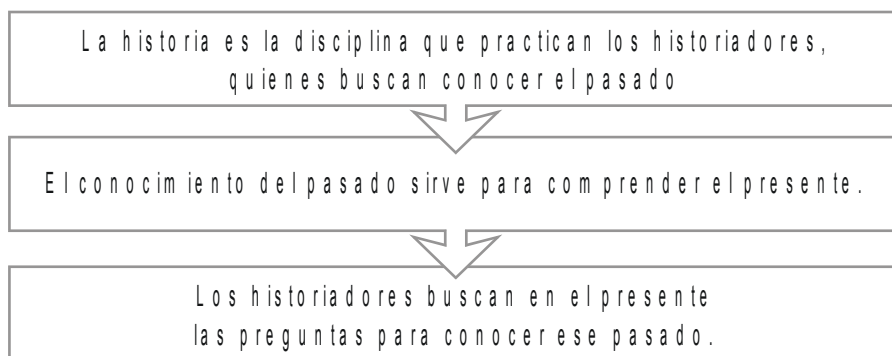 La historia es la disciplina que practican los historiadores,
quienes buscan conocer el pasado
El conocimiento del pasado sirve para comprender el presente.
Los historiadores buscan en el presente
las preguntas para conocer ese pasado.